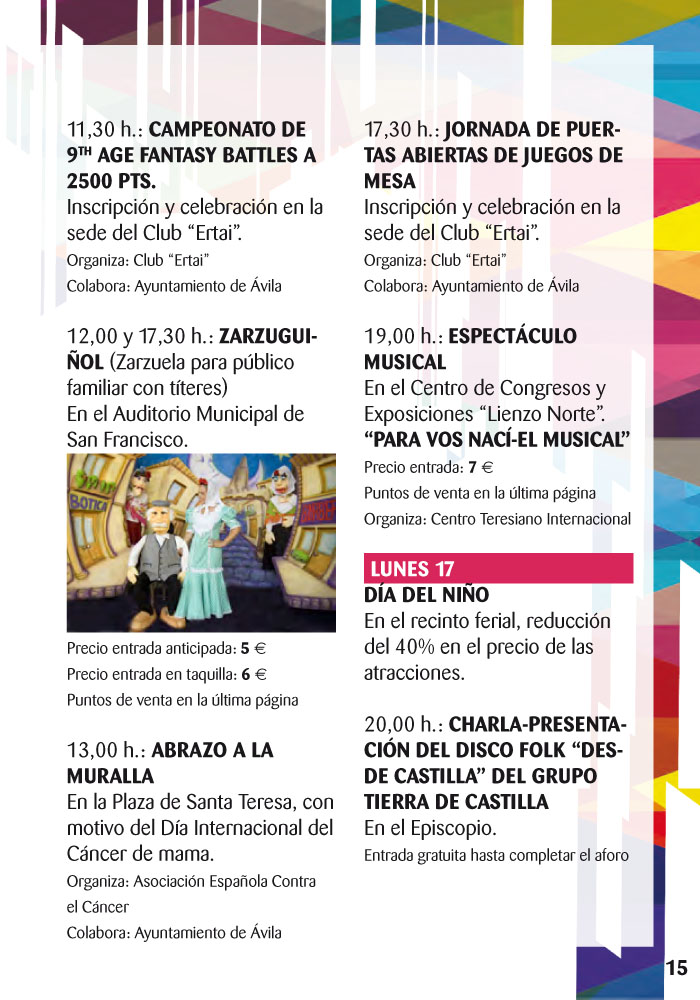 11,30 h.: CAMPEONATO DE
9TH AGE FANTASY BATTLES A
2500 PTS.
Inscripción y celebración en la
sede del Club “Ertai”.
Organiza: Club “Ertai”
Colabora: Ayuntamiento de Ávila
12,00 y 17,30 h.: ZARZUGUI-
ÑOL (Zarzuela para público
familiar con títeres)
En el Auditorio Municipal de
San Francisco.
BOTICA
Precio entrada anticipada: 5 €
Precio entrada en taquilla: 6 €
Puntos de venta en la última página
13,00 h.: ABRAZO A LA
MURALLA
En la Plaza de Santa Teresa, con
motivo del Día Internacional del
Cáncer de mama.
Organiza: Asociación Española Contra
el Cáncer
Colabora: Ayuntamiento de Ávila
17,30 h.: JORNADA DE PUER-
TAS ABIERTAS DE JUEGOS DE
MESA
Inscripción y celebración en la
sede del Club “Ertai”.
Organiza: Club “Ertai”
Colabora: Ayuntamiento de Ávila
19,00 h.: ESPECTÁCULO
MUSICAL
En el Centro de Congresos y
Exposiciones “Lienzo Norte”.
“PARA VOS NACÍ-EL MUSICAL”
Precio entrada: 7 €
Puntos de venta en la última página
Organiza: Centro Teresiano Internacional
LUNES 17
DÍA DEL NIÑO
En el recinto ferial, reducción
del 40% en el precio de las
atracciones.
20,00 h.: CHARLA-PRESENTA-
CIÓN DEL DISCO FOLK “DES-
DE CASTILLA” DEL GRUPO
TIERRA DE CASTILLA
En el Episcopio.
Entrada gratuita hasta completar el aforo
15